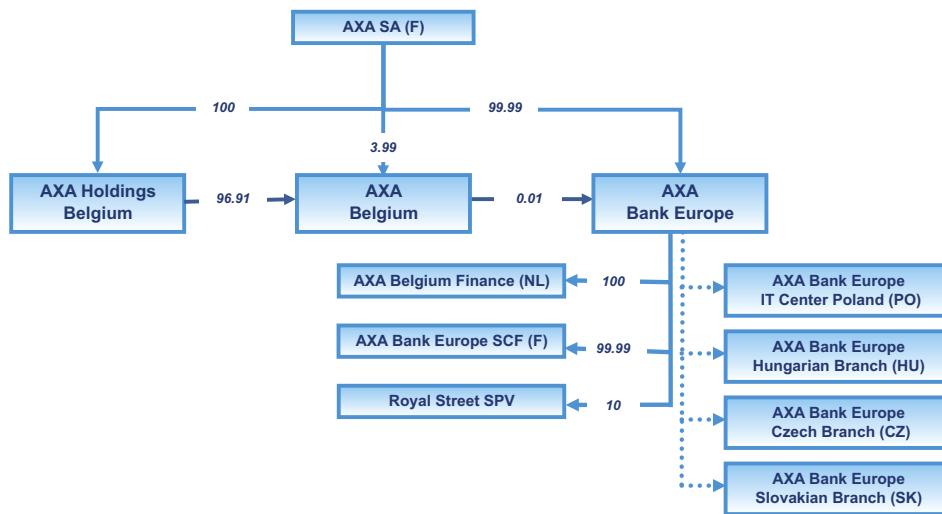 AXA SA (F)
100
99.99
3.99
AXA Holdings
Belgium
96.91
AXA
Belgium
0.01
AXA
Bank Europe
AXA Belgium Finance (NL)
100
AXA Bank Europe
IT Center Poland (PO)
AXA Bank Europe SCF (F)
99.99
AXA Bank Europe
Hungarian Branch (HU)
Royal Street SPV
10
AXA Bank Europe
Czech Branch (CZ)
AXA Bank Europe
Slovakian Branch (SK)